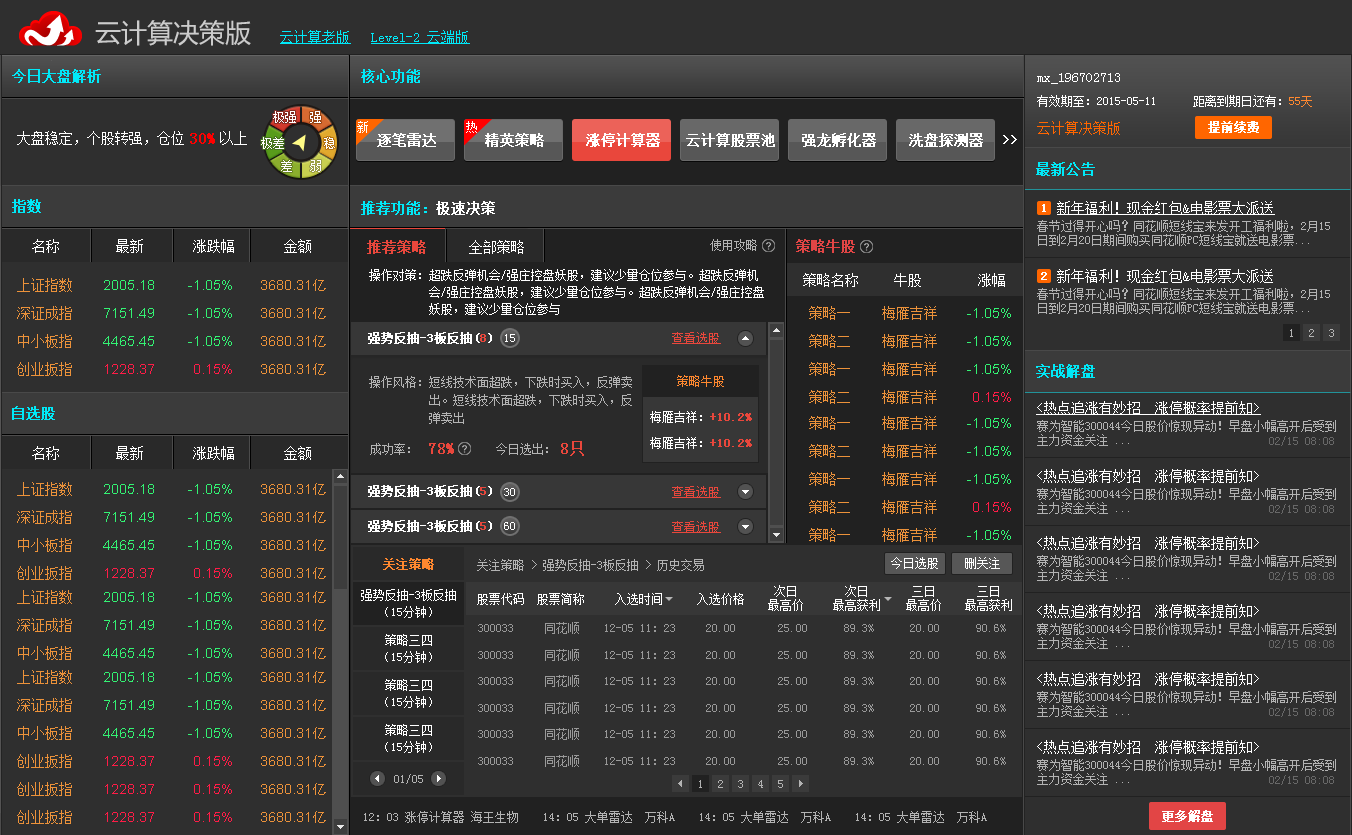 云计算决策版 云计算老版 Level-2 云端版
今日大盘解析
大盘稳定，个股转强，仓位 30% 以上
极强 强
极差 稳
差 弱
指数
名称 最新 涨跌幅 金额
上证指数 2005.18 -1.05% 3680.31亿
深证成指 7151.49 -1.05% 3680.31亿
中小板指 4465.45 -1.05% 3680.31亿
创业扳指 1228.37 0.15% 3680.31亿
自选股
名称 最新 涨跌幅 金额
上证指数 2005.18 -1.05% 3680.31亿
深证成指 7151.49 -1.05% 3680.31亿
中小板指 4465.45 -1.05% 3680.31亿
创业扳指 1228.37 0.15% 3680.31亿
上证指数 2005.18 -1.05% 3680.31亿
深证成指 7151.49 -1.05% 3680.31亿
中小板指 4465.45 -1.05% 3680.31亿
上证指数 2005.18 -1.05% 3680.31亿
深证成指 7151.49 -1.05% 3680.31亿
中小板指 4465.45 -1.05% 3680.31亿
创业扳指 1228.37 0.15% 3680.31亿
创业扳指 1228.37 0.15% 3680.31亿
创业扳指 1228.37 0.15% 3680.31亿
核心功能
新 逐笔雷达 热 精英策略 涨停计算器 云计算股票池 强龙孵化器 洗盘探测器 >>
推荐功能：极速决策
推荐策略 全部策略 使用攻略 ?
操作对策：超跌反弹机会/强庄控盘妖股，建议少量仓位参与。超跌反弹机
会/强庄控盘妖股，建议少量仓位参与。超跌反弹机会/强庄控盘
妖股，建议少量仓位参与
强势反抽-3板反抽(8) 15 查看选股
操作风格：短线技术面超跌，下跌时买入，反弹卖
出。短线技术面超跌，下跌时买入，反
弹卖出
成功率： 78% ? 今日选出： 8只
策略牛股
梅雁吉祥：+10.2%
梅雁吉祥：+10.2%
强势反抽-3板反抽(5) 30 查看选股
强势反抽-3板反抽(5) 60 查看选股
策略牛股 ?
策略名称 牛股 涨幅
策略一 梅雁吉祥 -1.05%
策略二 梅雁吉祥 -1.05%
策略一 梅雁吉祥 -1.05%
策略二 梅雁吉祥 0.15%
策略一 梅雁吉祥 -1.05%
策略二 梅雁吉祥 -1.05%
策略一 梅雁吉祥 -1.05%
策略二 梅雁吉祥 0.15%
策略一 梅雁吉祥 -1.05%
关注策略
强势反抽-3板反抽
（15分钟）
策略三四
（15分钟）
策略三四
（15分钟）
策略三四
（15分钟）
01/05
关注策略 > 强势反抽-3板反抽 > 历史交易 今日选股 删关注
股票代码 股票简称 入选时间 入选价格 次日最高价 次日最高获利 三日最高价 三日最高获利
300033 同花顺 12-05 11：23 20.00 25.00 89.3% 20.00 90.6%
300033 同花顺 12-05 11：23 20.00 25.00 89.3% 20.00 90.6%
300033 同花顺 12-05 11：23 20.00 25.00 89.3% 20.00 90.6%
300033 同花顺 12-05 11：23 20.00 25.00 89.3% 20.00 90.6%
300033 同花顺 12-05 11：23 20.00 25.00 89.3% 20.00 90.6%
300033 同花顺 12-05 11：23 20.00 25.00 89.3% 20.00 90.6%
1 2 3 4 5
12：03 涨停计算器 海王生物 14：05 大单雷达 万科A 14：05 大单雷达 万科A 14：05 大单雷达 万科A
mx_196702713
有效期至：2015-05-11 距离到期日还有：55天
云计算决策版 提前续费
最新公告
1 新年福利！现金红包&电影票大派送
春节过得开心吗？同花顺短线宝来发开工福利啦，2月15
日到2月20日期间购买同花顺PC短线宝就送电影票...
2 新年福利！现金红包&电影票大派送
春节过得开心吗？同花顺短线宝来发开工福利啦，2月15
日到2月20日期间购买同花顺PC短线宝就送电影票...
1 2 3
实战解盘
<热点追涨有妙招 涨停概率提前知>
赛为智能300044今日股价惊现异动！早盘小幅高开后受到
主力资金关注 ... 02/15 08:08
<热点追涨有妙招 涨停概率提前知>
赛为智能300044今日股价惊现异动！早盘小幅高开后受到
主力资金关注 ... 02/15 08:08
<热点追涨有妙招 涨停概率提前知>
赛为智能300044今日股价惊现异动！早盘小幅高开后受到
主力资金关注 ... 02/15 08:08
<热点追涨有妙招 涨停概率提前知>
赛为智能300044今日股价惊现异动！早盘小幅高开后受到
主力资金关注 ... 02/15 08:08
<热点追涨有妙招 涨停概率提前知>
赛为智能300044今日股价惊现异动！早盘小幅高开后受到
主力资金关注 ... 02/15 08:08
<热点追涨有妙招 涨停概率提前知>
赛为智能300044今日股价惊现异动！早盘小幅高开后受到
主力资金关注 ... 02/15 08:08
更多解盘